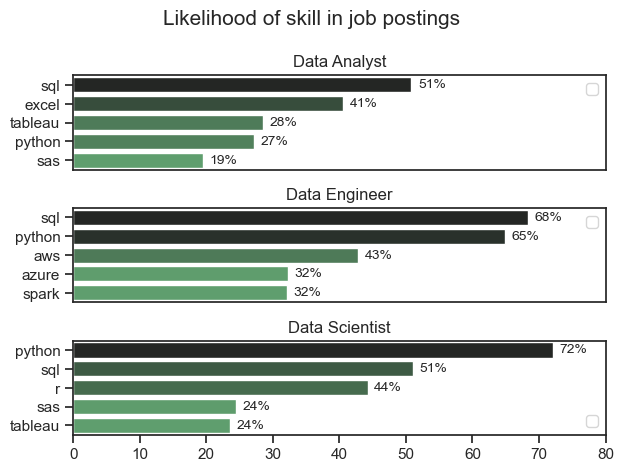 Likelihood of skill in job postings
Data Analyst
sql 51%
excel 41%
tableau 28%
python 27%
sas 19%
Data Engineer
sql 68%
python 65%
aws 43%
azure 32%
spark 32%
Data Scientist
python 72%
sql 51%
r 44%
sas 24%
tableau 24%
0 10 20 30 40 50 60 70 80